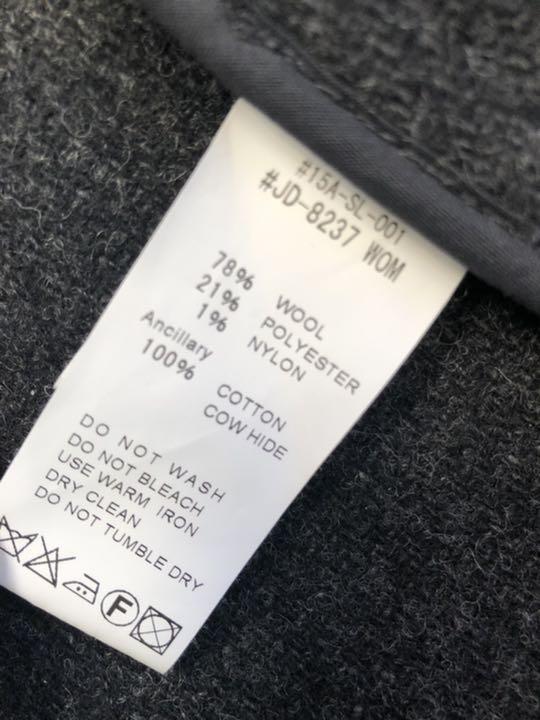 #15A-SL-001
#JD-8237 WOM
78% WOOL
21% POLYESTER
1% NYLON
Ancillary
100% COTTON
COW HIDE
DO NOT WASH
DO NOT BLEACH
USE WARM IRON
DRY CLEAN
DO NOT TUMBLE DRY
F